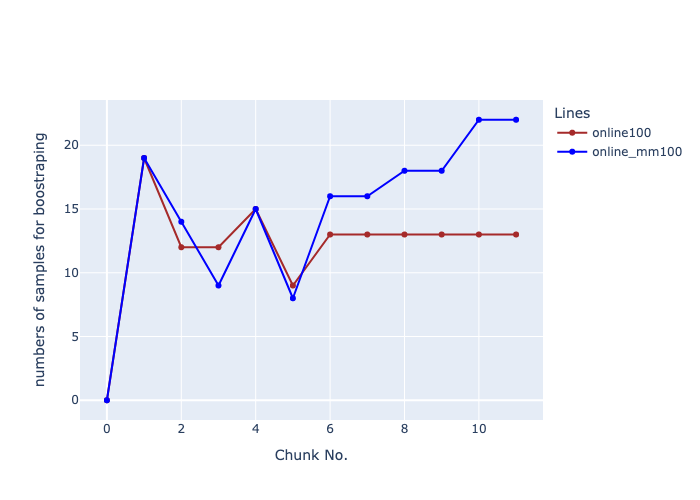 Lines
online100
online_mm100
numbers of samples for boostraping
20
15
10
5
0
0 2 4 6 8 10
Chunk No.